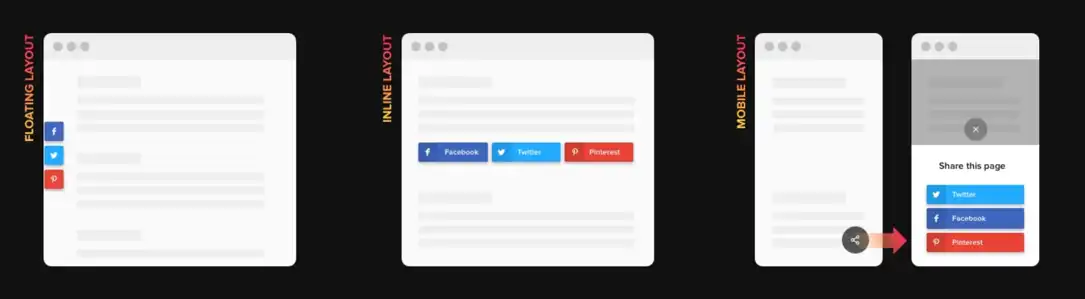 FLOATING LAYOUT
INLINE LAYOUT
Facebook
Twitter
Pinterest
MOBILE LAYOUT
Share this page
Twitter
Facebook
Pinterest